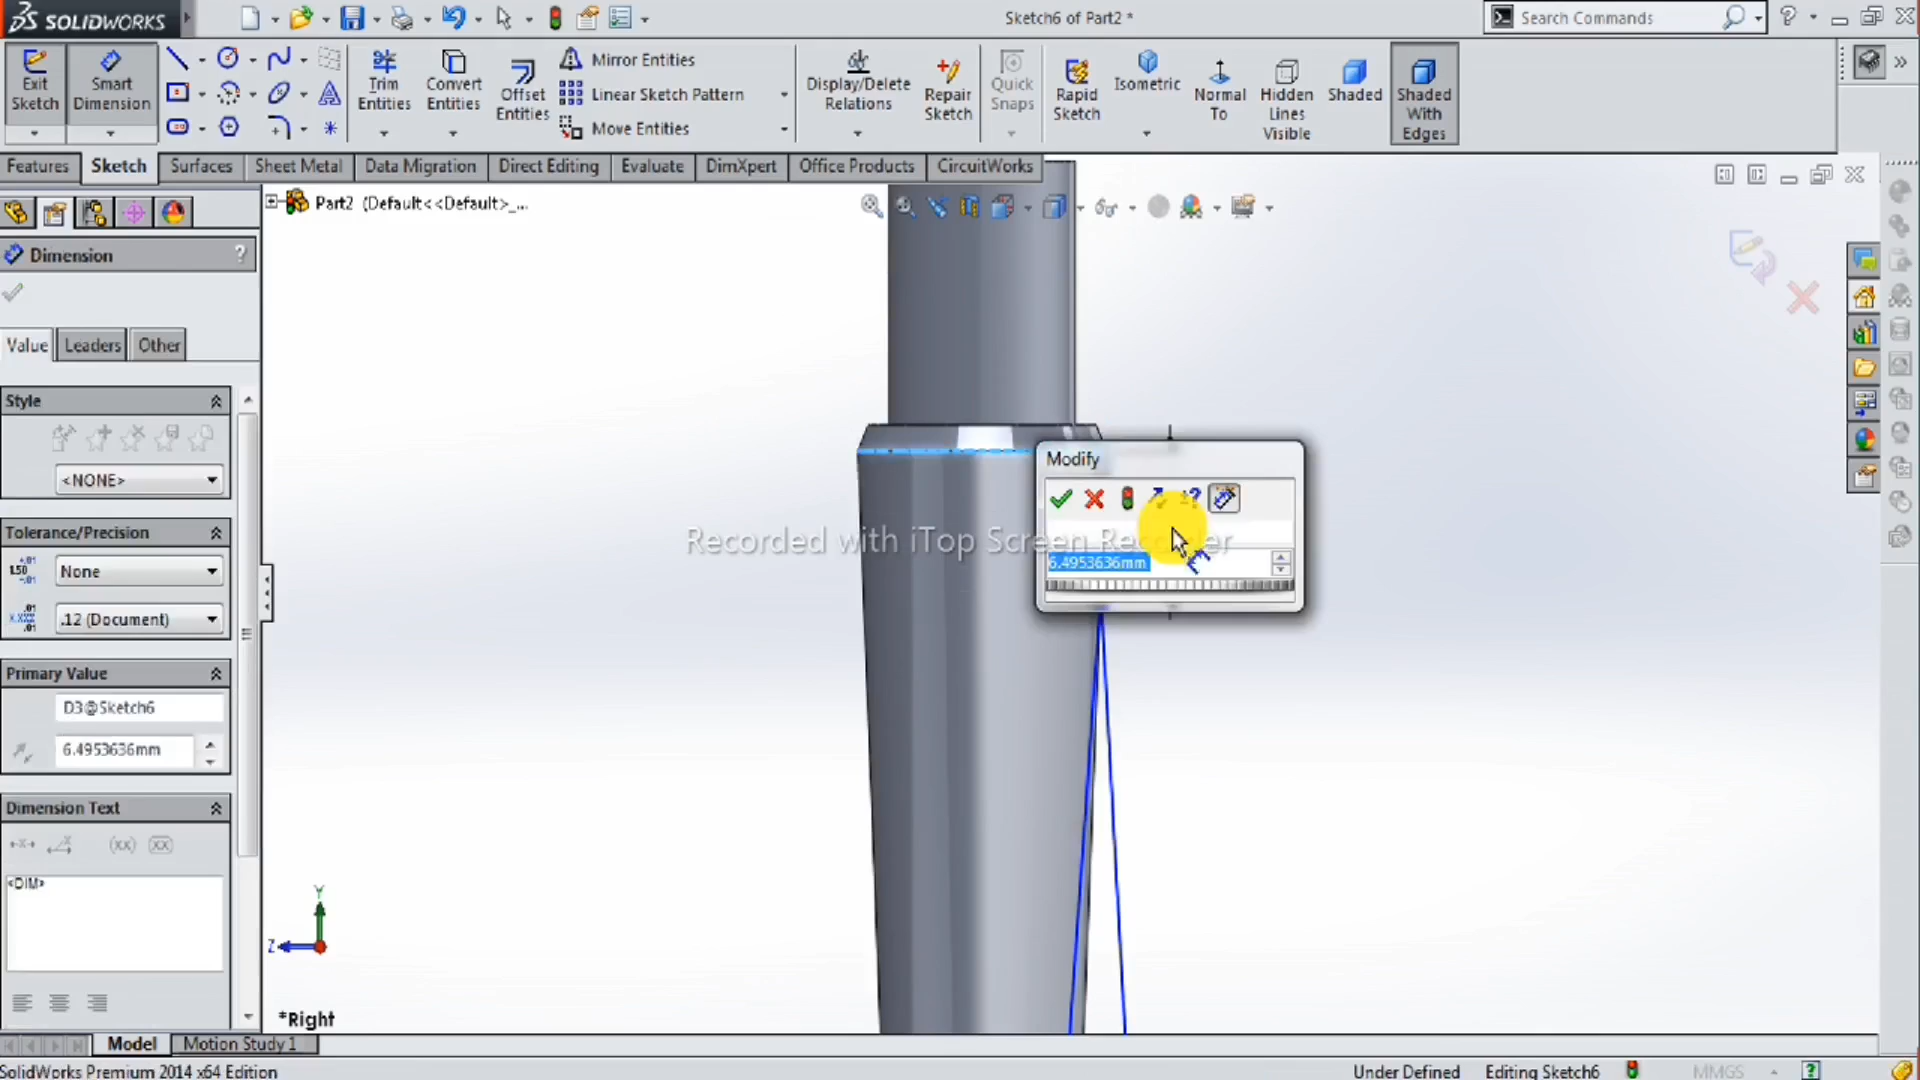 SOLIDWORKS
Sketch6 of Part2 *
Search Commands
Exit Sketch
Smart Dimension
Trim Entities
Convert Entities
Offset Entities
Mirror Entities
Linear Sketch Pattern
Move Entities
Display/Delete Relations
Repair Sketch
Quick Snaps
Rapid Sketch
Isometric
Normal To
Hidden Lines Visible
Shaded
Shaded With Edges
Features Sketch Surfaces Sheet Metal Data Migration Direct Editing Evaluate DimXpert Office Products CircuitWorks
Part2 (Default<<Default>_...
Dimension ?
Value Leaders Other
Style
<NONE>
Tolerance/Precision
None
.12 (Document)
Primary Value
D3@Sketch6
6.4953636mm
Dimension Text
(xx) (xx)
<DIM>
Modify
6.4953636mm
Recorded with iTop Screen Recorder
Y
Z
*Right
Model Motion Study 1
SolidWorks Premium 2014 x64 Edition
Under Defined Editing Sketch6 MMGS